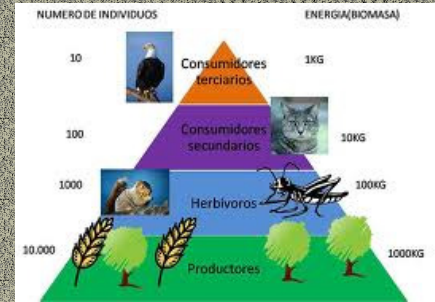 NUMERO DE INDIVIDUOS ENERGIA(BIOMASA)
10 Consumidores terciarios 1KG
100 Consumidores secundarios 10KG
1000 Herbívoros 100KG
10.000 Productores 1000KG